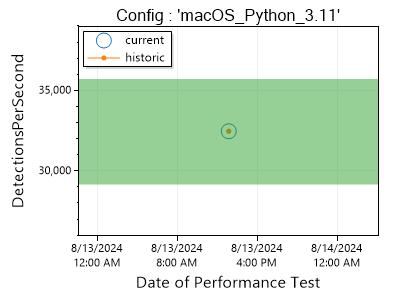 Config : 'macOS_Python_3.11'
current
historic
DetectionsPerSecond
35,000
30,000
8/13/2024 8/13/2024 8/13/2024 8/14/2024
12:00 AM 8:00 AM 4:00 PM 12:00 AM
Date of Performance Test